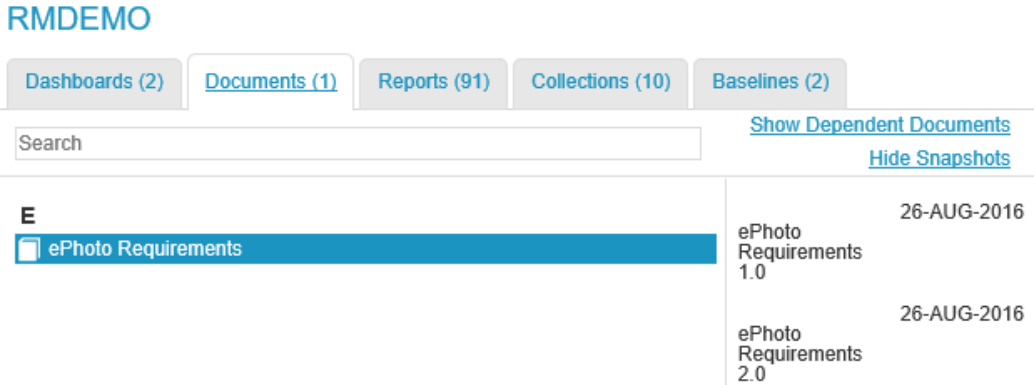 RMDEMO
Dashboards (2) Documents (1) Reports (91) Collections (10) Baselines (2)
Search
Show Dependent Documents
Hide Snapshots
E
ePhoto Requirements
26-AUG-2016
ePhoto
Requirements
1.0
26-AUG-2016
ePhoto
Requirements
2.0